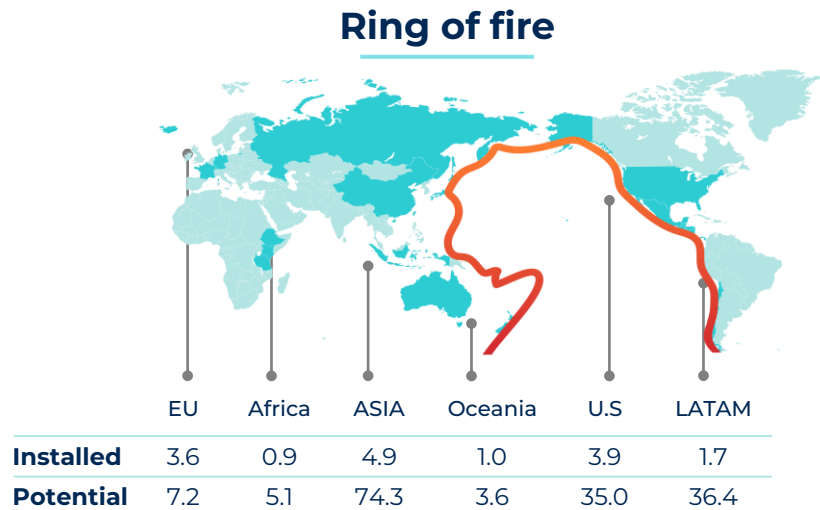 Ring of fire
EU Africa ASIA Oceania U.S LATAM
Installed 3.6 0.9 4.9 1.0 3.9 1.7
Potential 7.2 5.1 74.3 3.6 35.0 36.4